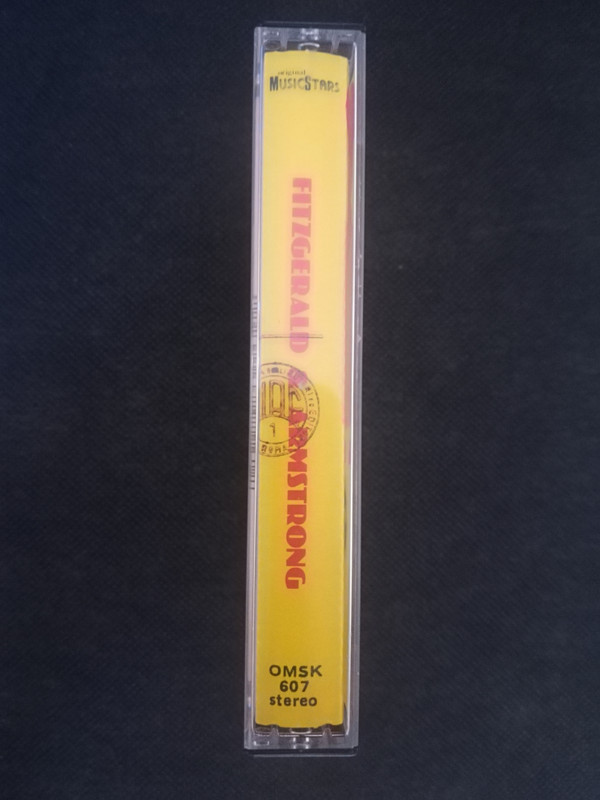 original
MUSICSTARS
FITZGERALD & ARMSTRONG
1
OMSK
607
stereo